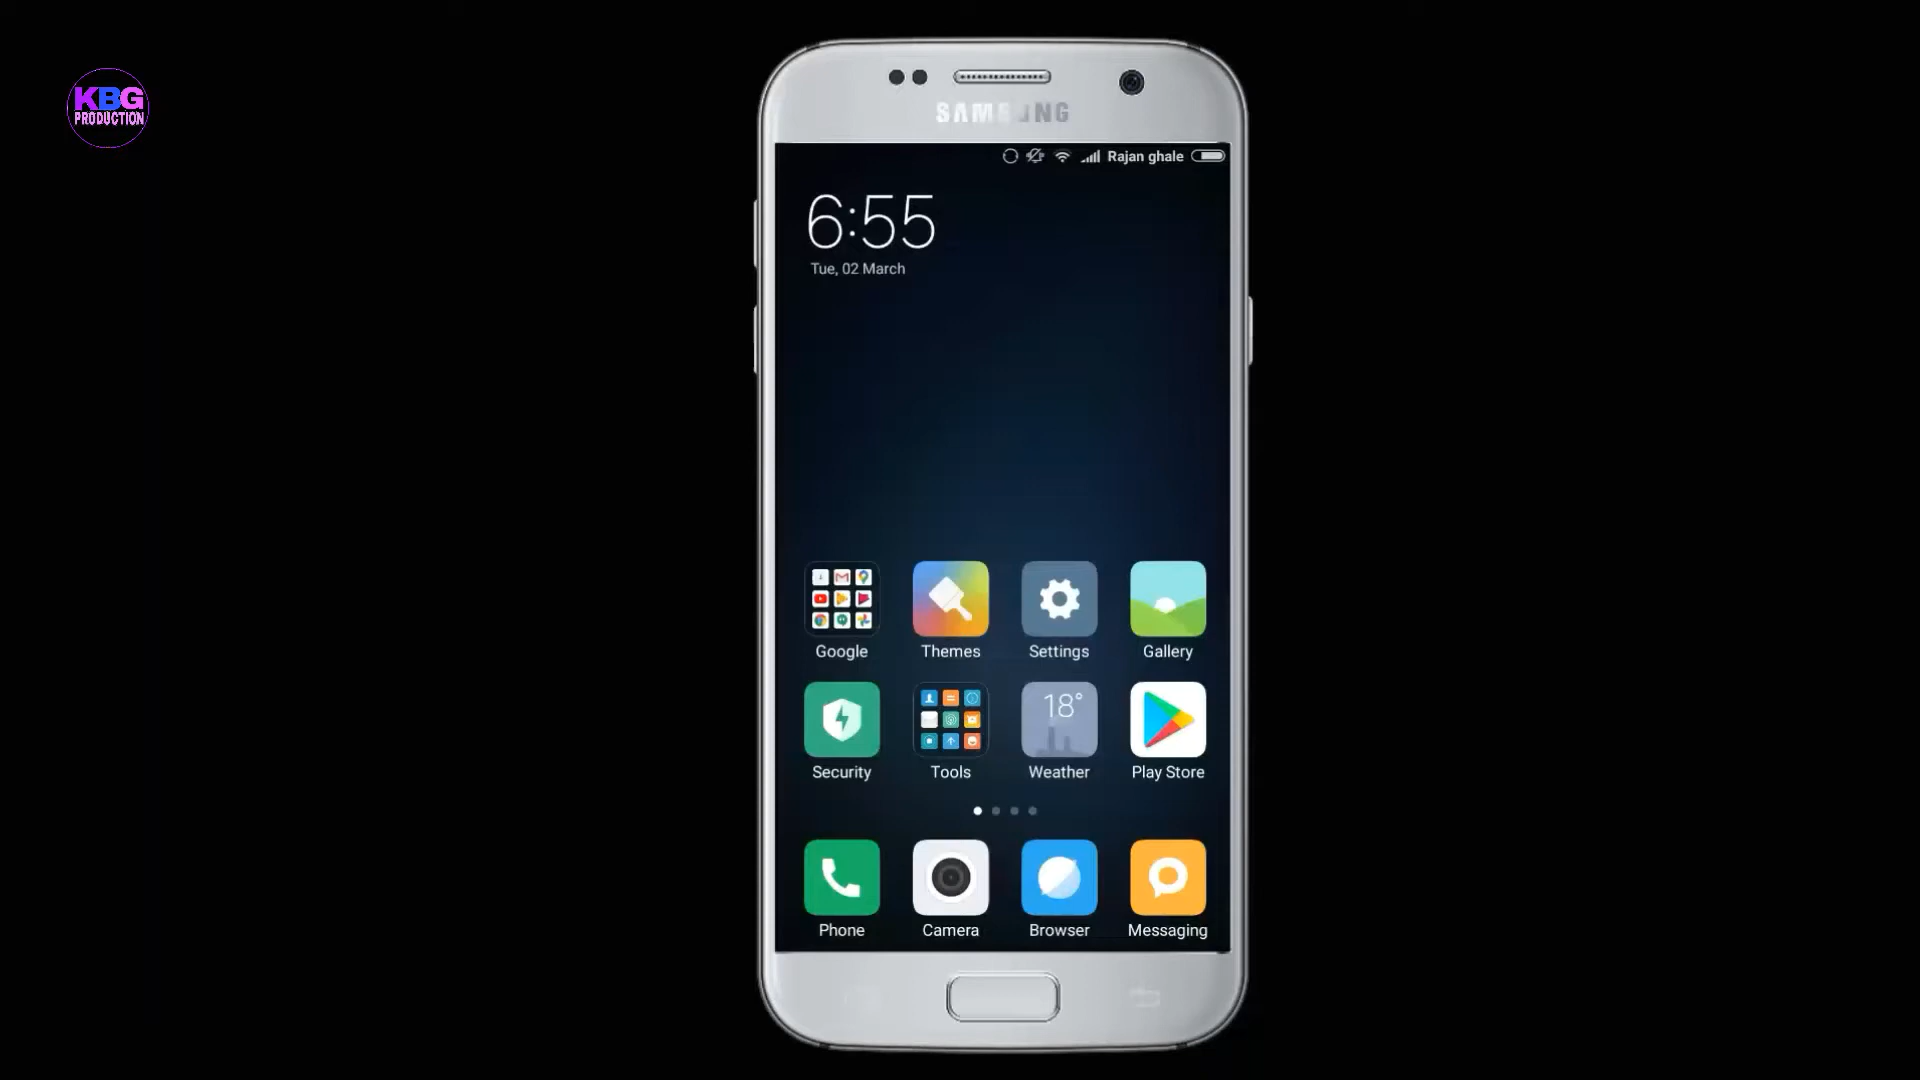 KBG
PRODUCTION
SAMSUNG
Rajan ghale
6:55
Tue, 02 March
Google
Themes
Settings
Gallery
18°
Security
Tools
Weather
Play Store
Phone
Camera
Browser
Messaging